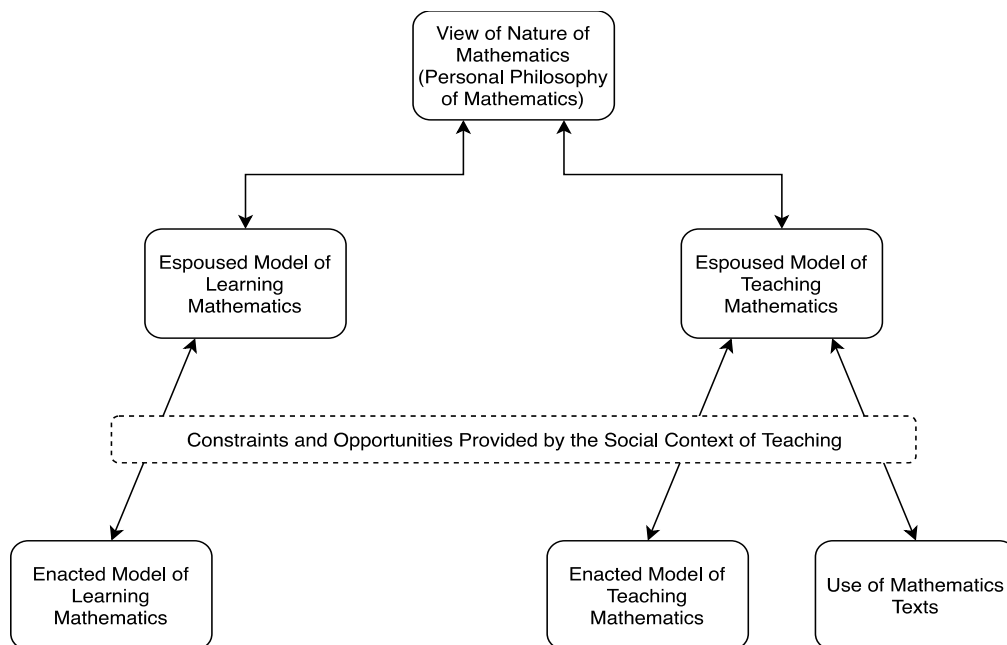 View of Nature of
Mathematics
(Personal Philosophy
of Mathematics)
Espoused Model of
Learning
Mathematics
Espoused Model of
Teaching
Mathematics
Constraints and Opportunities Provided by the Social Context of Teaching
Enacted Model of
Learning
Mathematics
Enacted Model of
Teaching
Mathematics
Use of Mathematics
Texts